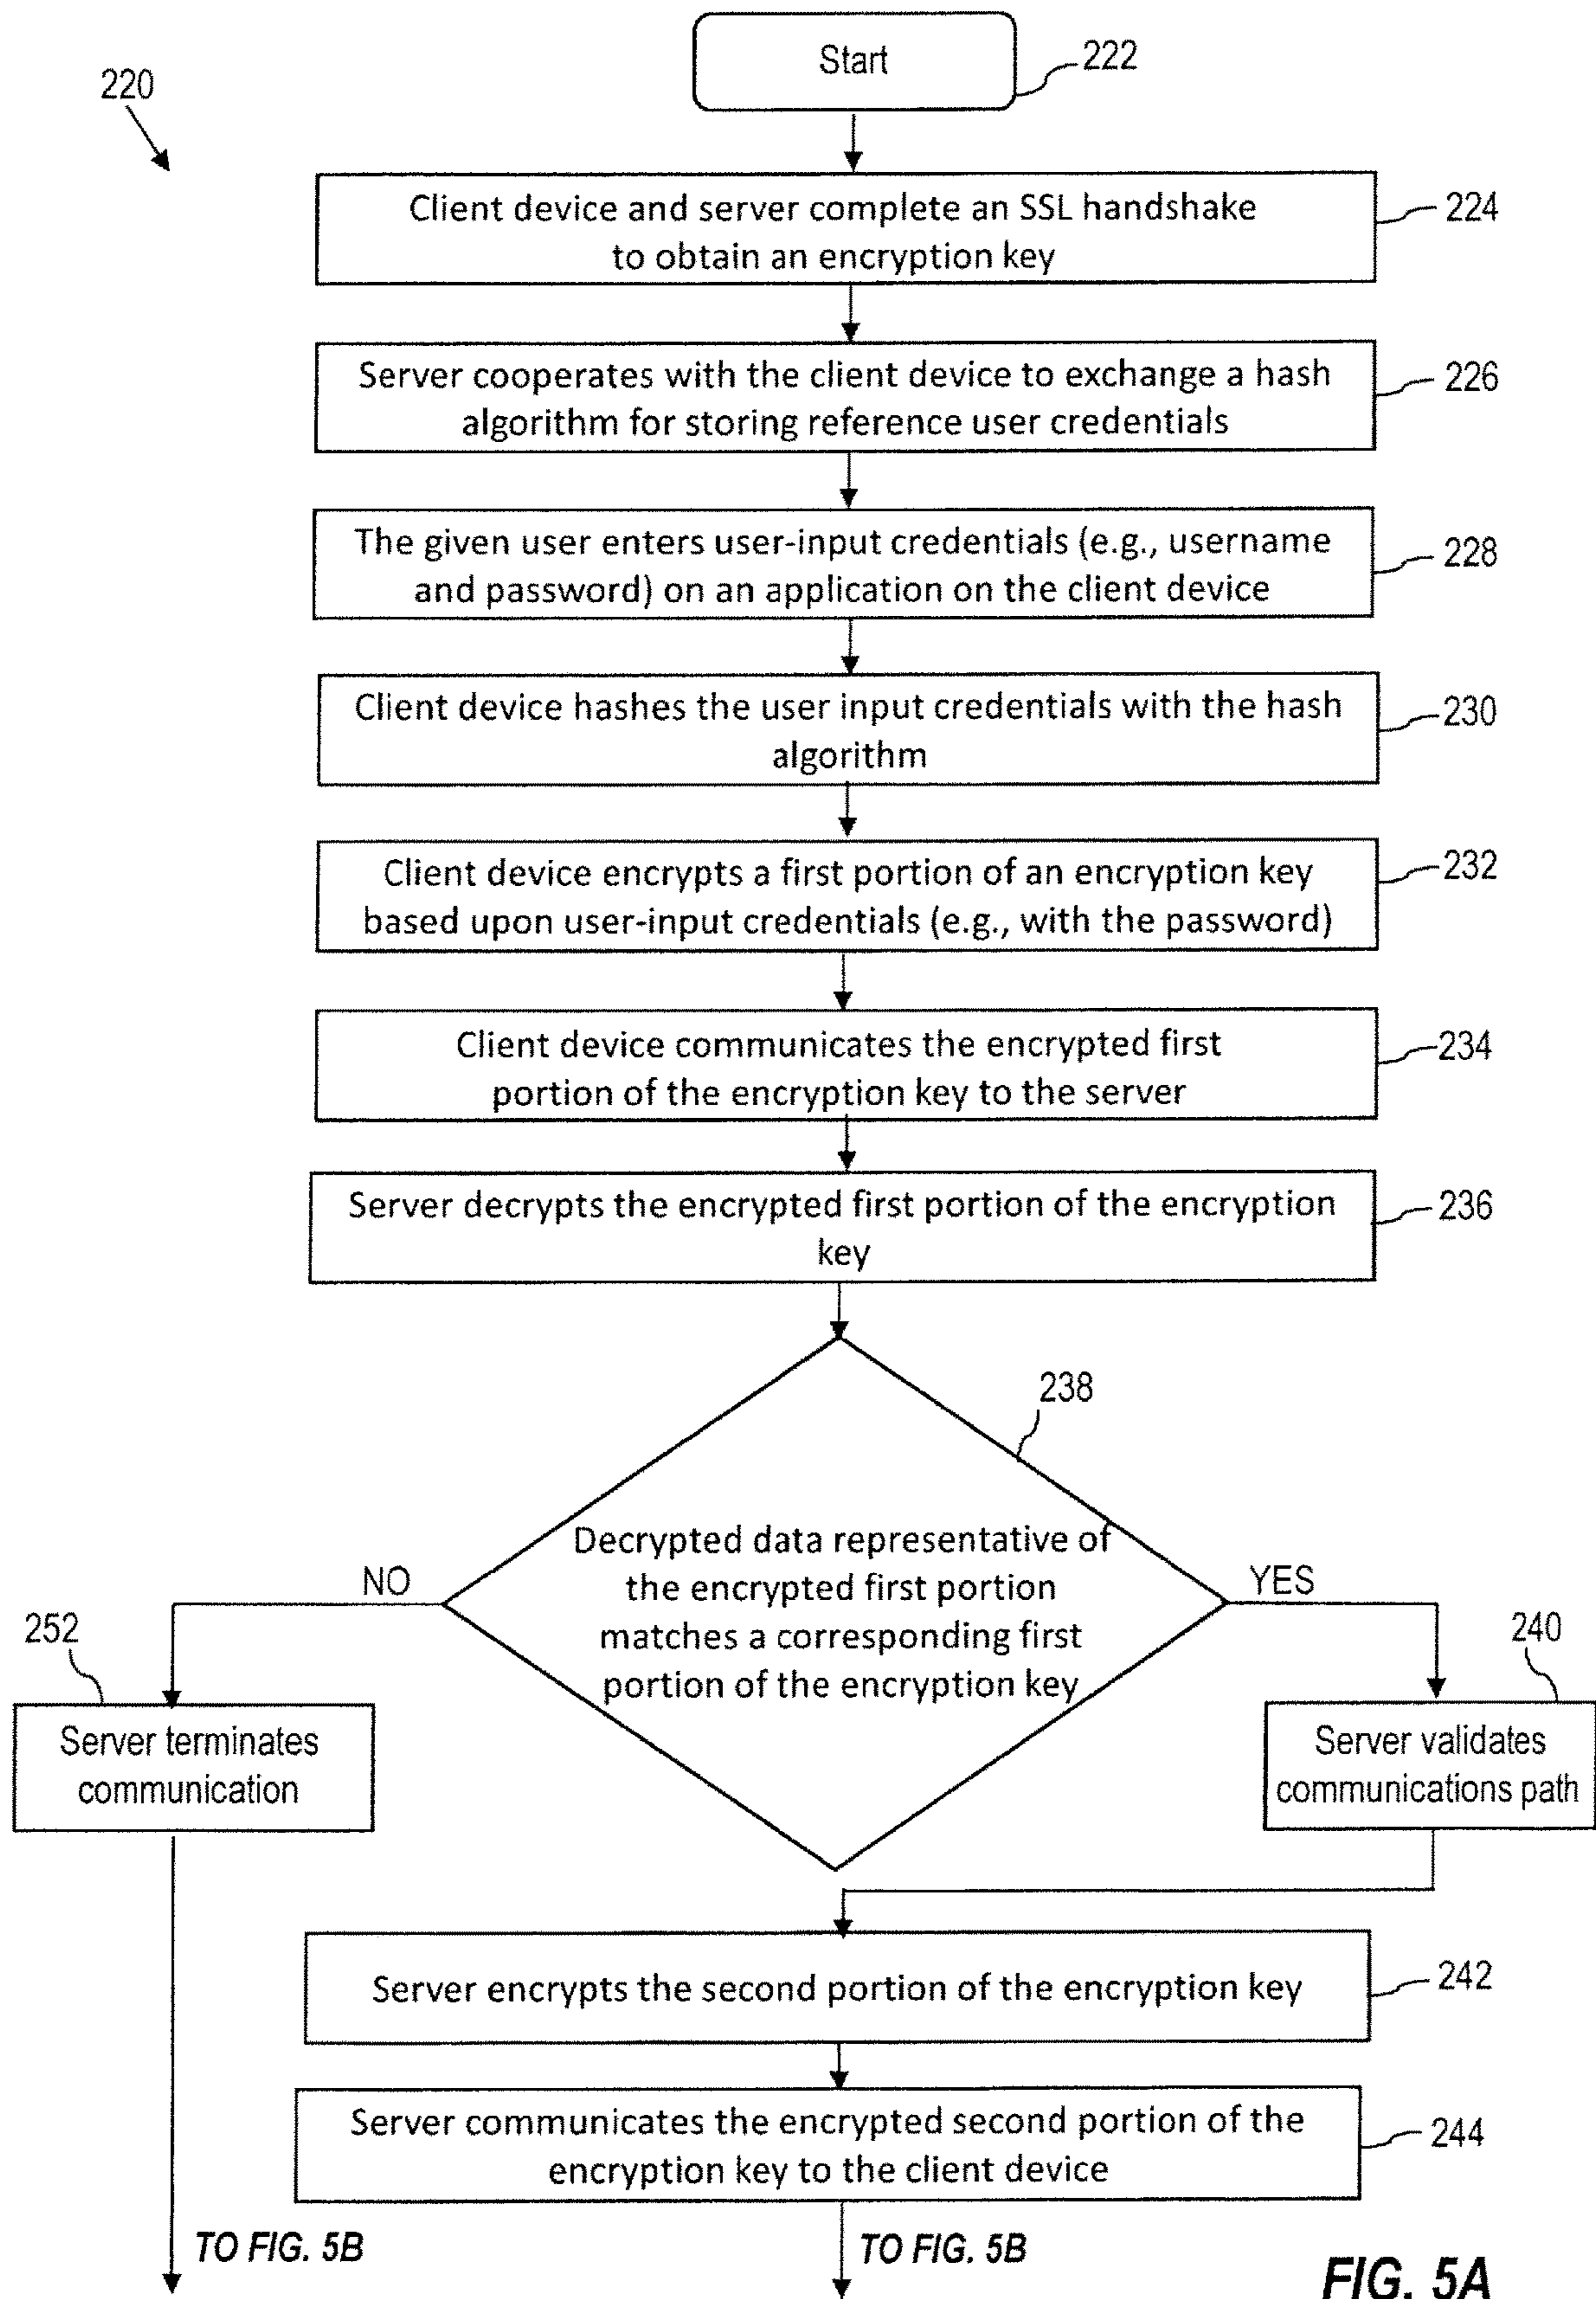 Start
222
220
Client device and server complete an SSL handshake
to obtain an encryption key
224
Server cooperates with the client device to exchange a hash
algorithm for storing reference user credentials
226
The given user enters user-input credentials (e.g., username
and password) on an application on the client device
228
Client device hashes the user input credentials with the hash
algorithm
230
Client device encrypts a first portion of an encryption key
based upon user-input credentials (e.g., with the password)
232
Client device communicates the encrypted first
portion of the encryption key to the server
234
Server decrypts the encrypted first portion of the encryption
key
236
238
Decrypted data representative of
the encrypted first portion
matches a corresponding first
portion of the encryption key
NO
YES
252
Server terminates
communication
240
Server validates
communications path
Server encrypts the second portion of the encryption key
242
Server communicates the encrypted second portion of the
encryption key to the client device
244
TO FIG. 5B
TO FIG. 5B
FIG. 5A